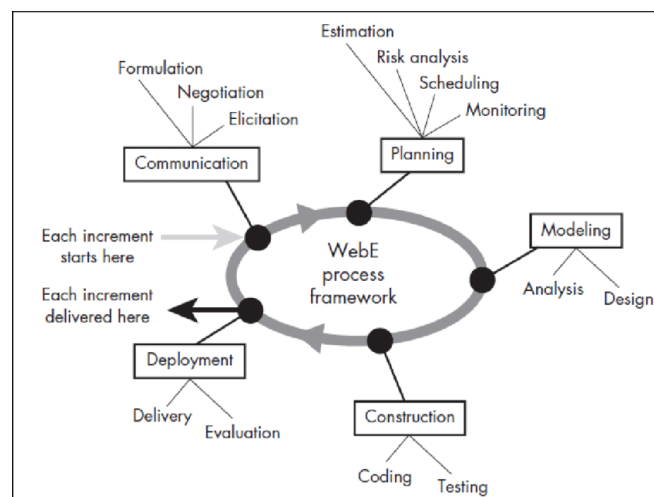 Estimation
Risk analysis
Scheduling
Monitoring
Planning
Formulation
Negotiation
Elicitation
Communication
Each increment
starts here
WebE
process
framework
Modeling
Analysis
Design
Each increment
delivered here
Deployment
Delivery
Evaluation
Construction
Coding
Testing